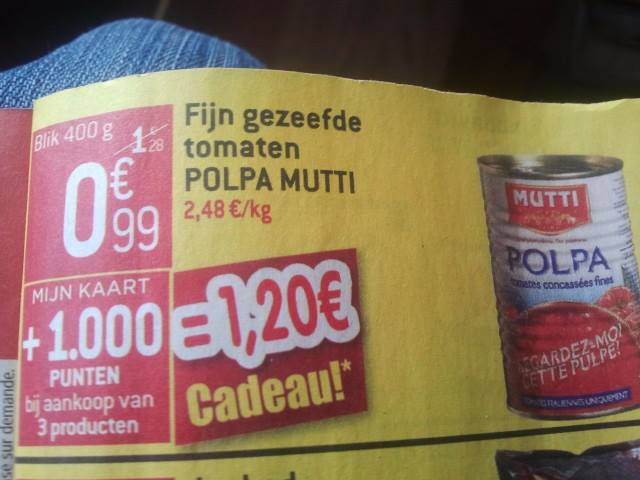 Blik 400 g
1€28
0€99
Fijn gezeefde
tomaten
POLPA MUTTI
2,48 €/kg
MIJN KAART
+ 1.000
PUNTEN
bij aankoop van
3 producten
= 1,20€
Cadeau!*
MUTTI
POLPA
tomates concassées fines
REGARDEZ-MOI
CETTE PULPE!
ITALIENNES UNIQUEMENT
se sur demande.